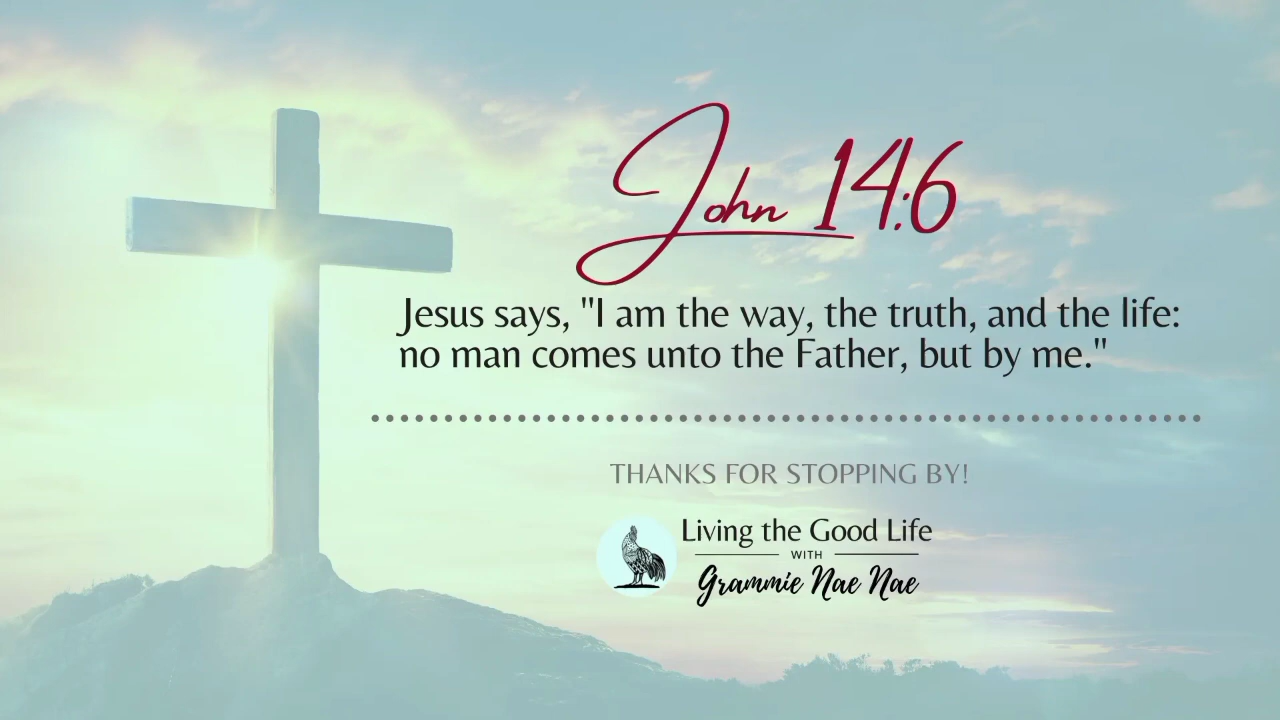 John 14:6
Jesus says, "I am the way, the truth, and the life:
no man comes unto the Father, but by me."
THANKS FOR STOPPING BY!
Living the Good Life
WITH
Grammie Nae Nae